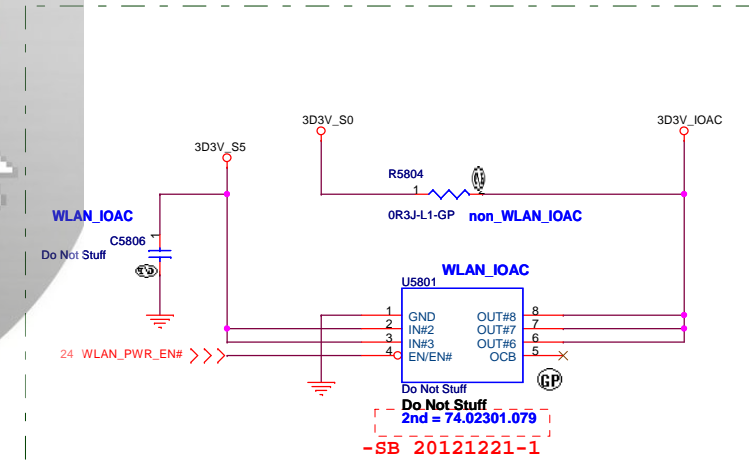 3D3V_S0
3D3V_IOAC
3D3V_S5
R5804
1
0R3J-L1-GP
non_WLAN_IOAC
WLAN_IOAC
C5806
1
Do Not Stuff
WLAN_IOAC
U5801
1 GND OUT#8 8
2 IN#2 OUT#7 7
3 IN#3 OUT#6 6
4 EN/EN# OCB 5
24 WLAN_PWR_EN#
GP
Do Not Stuff
Do Not Stuff
2nd = 74.02301.079
-SB 20121221-1